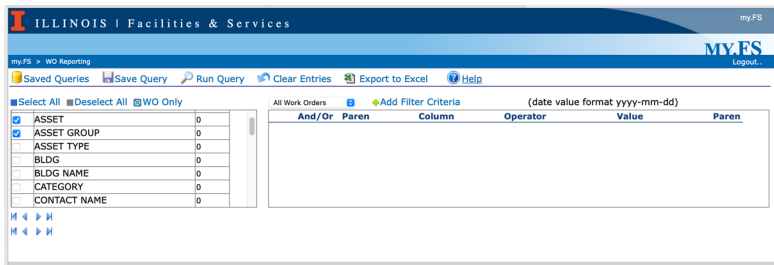 ILLINOIS | Facilities & Services
my.FS
MY.FS
my.FS > WO Reporting
Logout..
Saved Queries Save Query Run Query Clear Entries Export to Excel Help
Select All Deselect All WO Only
All Work Orders Add Filter Criteria (date value format yyyy-mm-dd)
And/Or Paren Column Operator Value Paren
ASSET 0
ASSET GROUP 0
ASSET TYPE 0
BLDG 0
BLDG NAME 0
CATEGORY 0
CONTACT NAME 0